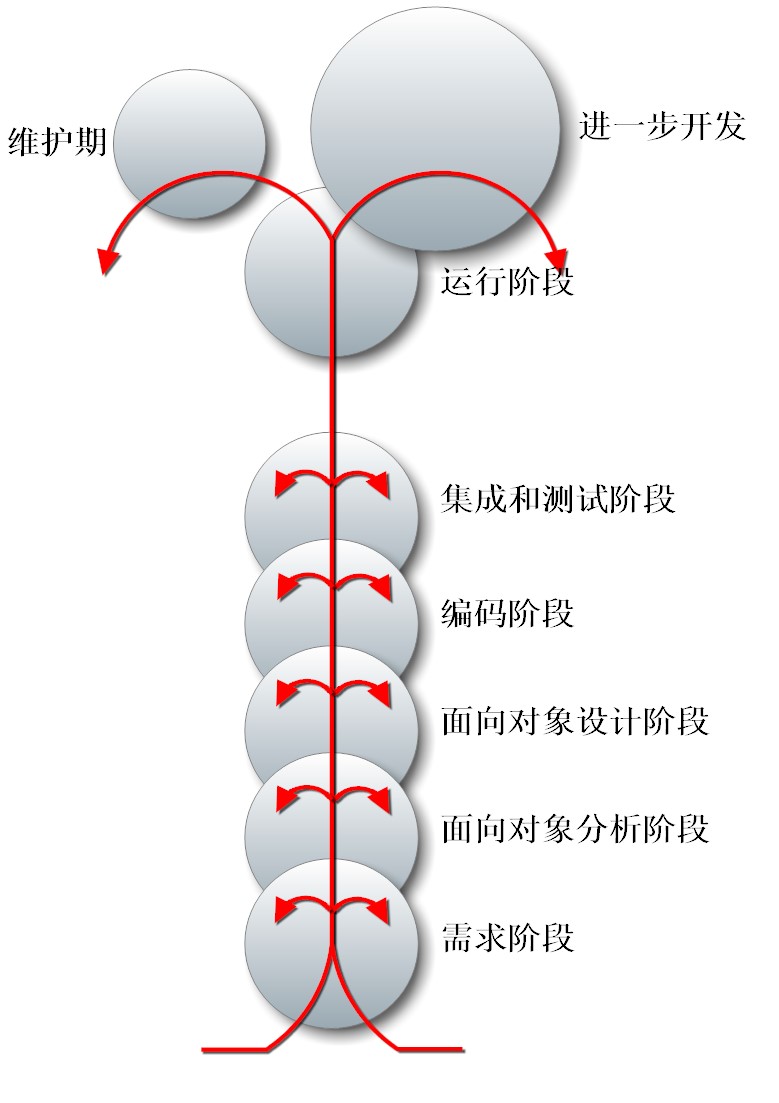 维护期
进一步开发
运行阶段
集成和测试阶段
编码阶段
面向对象设计阶段
面向对象分析阶段
需求阶段